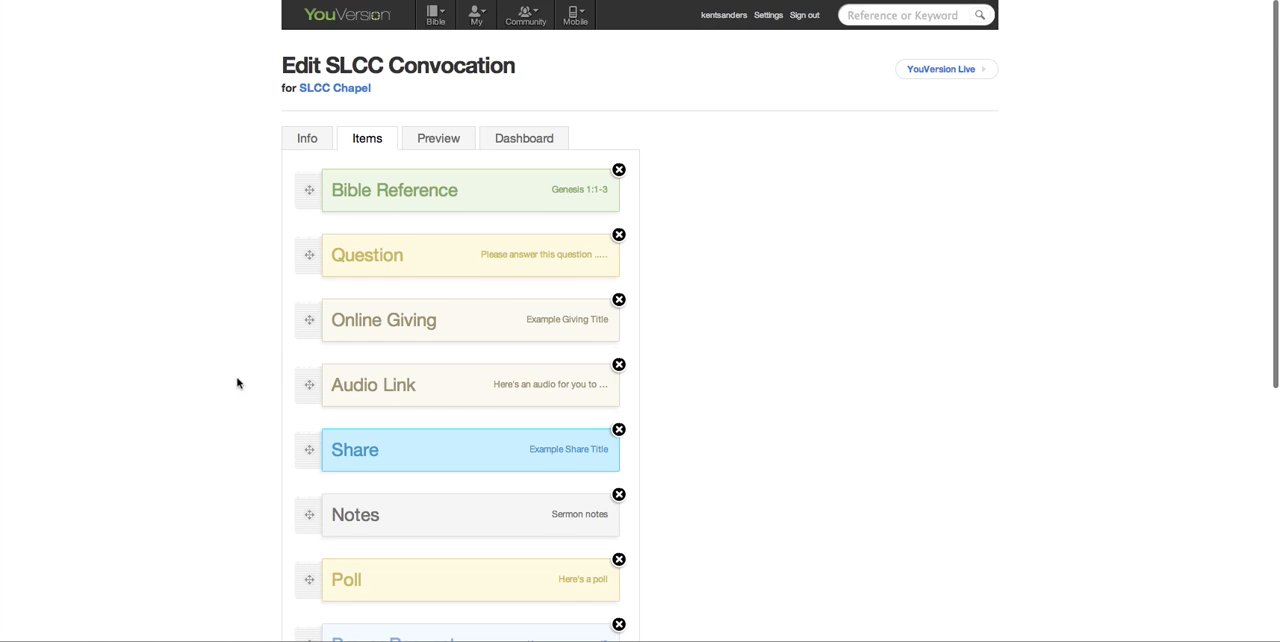 YouVersion
Bible
My
Community
Mobile
kentsanders Settings Sign out
Reference or Keyword
Edit SLCC Convocation
for SLCC Chapel
YouVersion Live
Info
Items
Preview
Dashboard
Bible Reference
Genesis 1:1-3
Question
Please answer this question .....
Online Giving
Example Giving Title
Audio Link
Here's an audio for you to ...
Share
Example Share Title
Notes
Sermon notes
Poll
Here's a poll